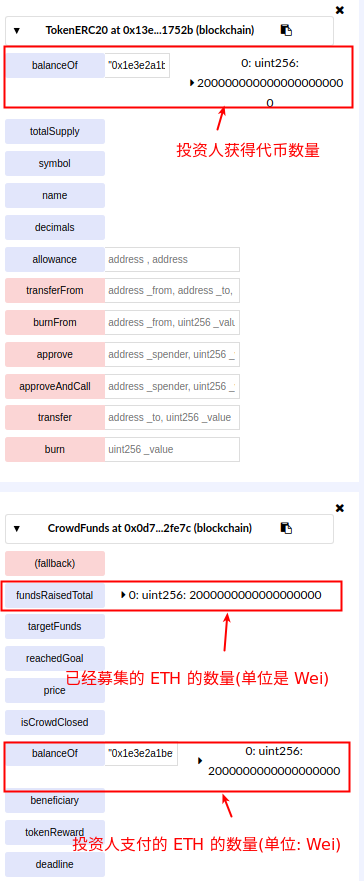 TokenERC20 at 0x13e...1752b (blockchain)
balanceOf "0x1e3e2a1b 0: uint256:
200000000000000000000
0
投资人获得代币数量
totalSupply
symbol
name
decimals
allowance address , address
transferFrom address _from, address _to,
burnFrom address _from, uint256 _valu
approve address _spender, uint256 _
approveAndCall address _spender, uint256 _
transfer address _to, uint256 _value
burn uint256 _value
CrowdFunds at 0x0d7...2fe7c (blockchain)
(fallback)
fundsRaisedTotal 0: uint256: 2000000000000000000
targetFunds
reachedGoal
已经募集的 ETH 的数量(单位是 Wei)
price
isCrowdClosed
balanceOf "0x1e3e2a1be 0: uint256:
2000000000000000000
beneficiary
tokenReward
投资人支付的 ETH 的数量(单位: Wei)
deadline